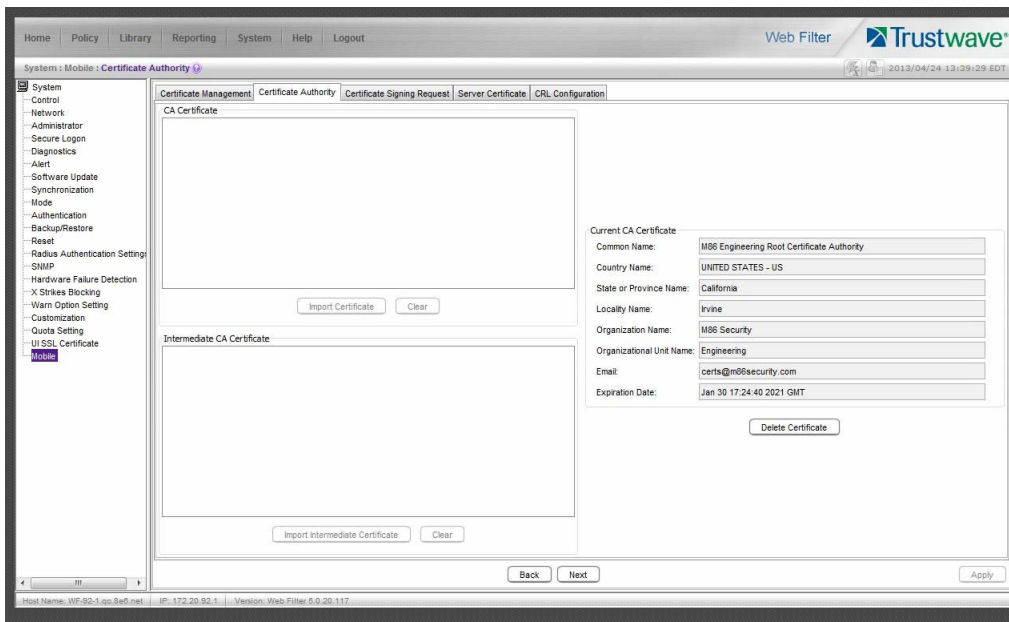 Home Policy Library Reporting System Help Logout
Web Filter Trustwave
System : Mobile : Certificate Authority
2013/04/24 13:39:29 EDT
System
Control
Network
Administrator
Secure Logon
Diagnostics
Alert
Software Update
Synchronization
Mode
Authentication
Backup/Restore
Reset
Radius Authentication Settings
SNMP
Hardware Failure Detection
X Strikes Blocking
Warn Option Setting
Customization
Quota Setting
UI SSL Certificate
Mobile
Certificate Management Certificate Authority Certificate Signing Request Server Certificate CRL Configuration
CA Certificate
Import Certificate Clear
Intermediate CA Certificate
Import Intermediate Certificate Clear
Current CA Certificate
Common Name: M86 Engineering Root Certificate Authority
Country Name: UNITED STATES - US
State or Province Name: California
Locality Name: Irvine
Organization Name: M86 Security
Organizational Unit Name: Engineering
Email: certs@m86security.com
Expiration Date: Jan 30 17:24:40 2021 GMT
Delete Certificate
Back Next Apply
Host Name: WF-92-1.qc.8e6.net IP: 172.20.92.1 Version: Web Filter 5.0.20.117